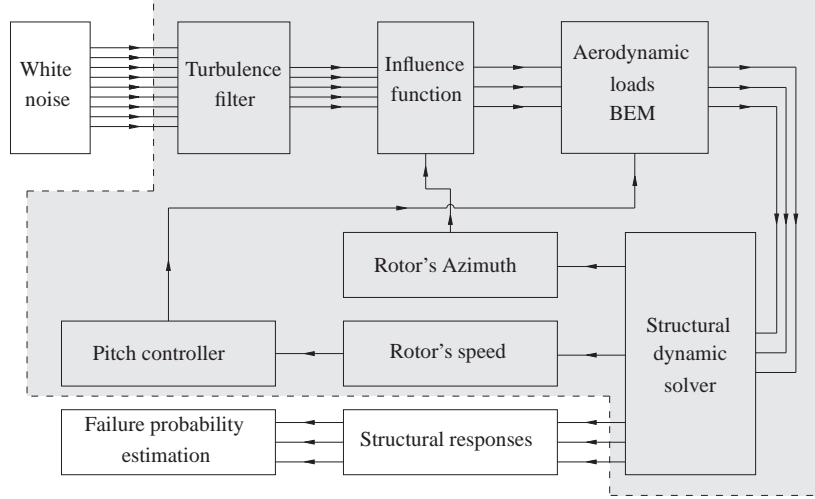 White
noise
Turbulence
filter
Influence
function
Aerodynamic
loads
BEM
Rotor's Azimuth
Pitch controller
Rotor's speed
Structural
dynamic
solver
Failure probability
estimation
Structural responses